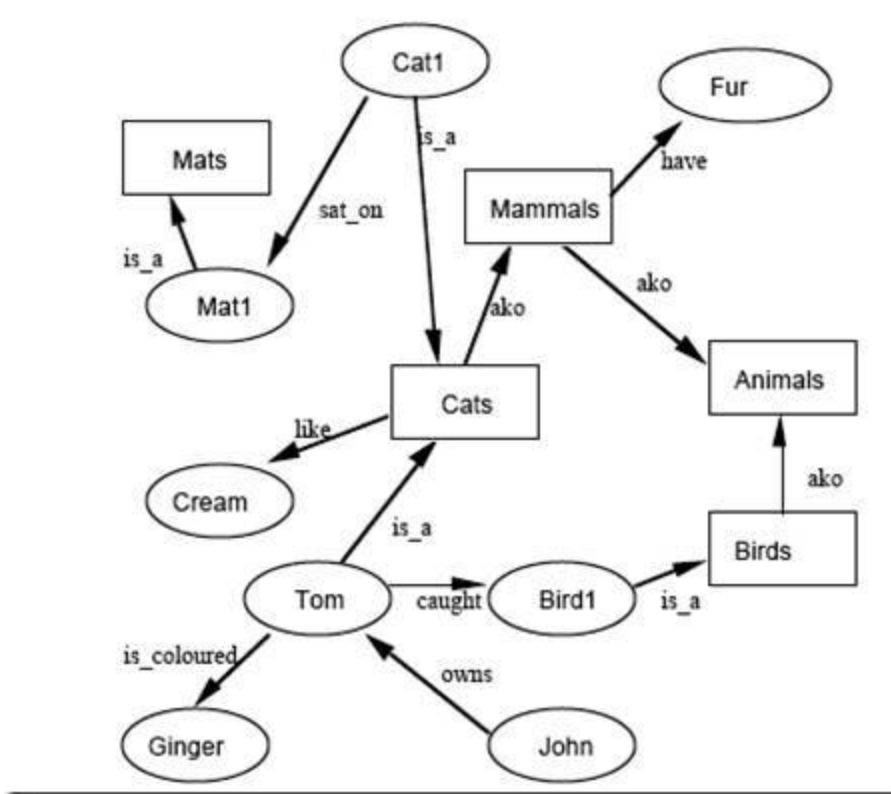 Cat1
Fur
is_a
Mats
have
sat_on
Mammals
is_a
ako
Mat1
ako
Animals
Cats
like
ako
Cream
is_a
Birds
Tom
caught
Bird1
is_a
is_coloured
owns
Ginger
John